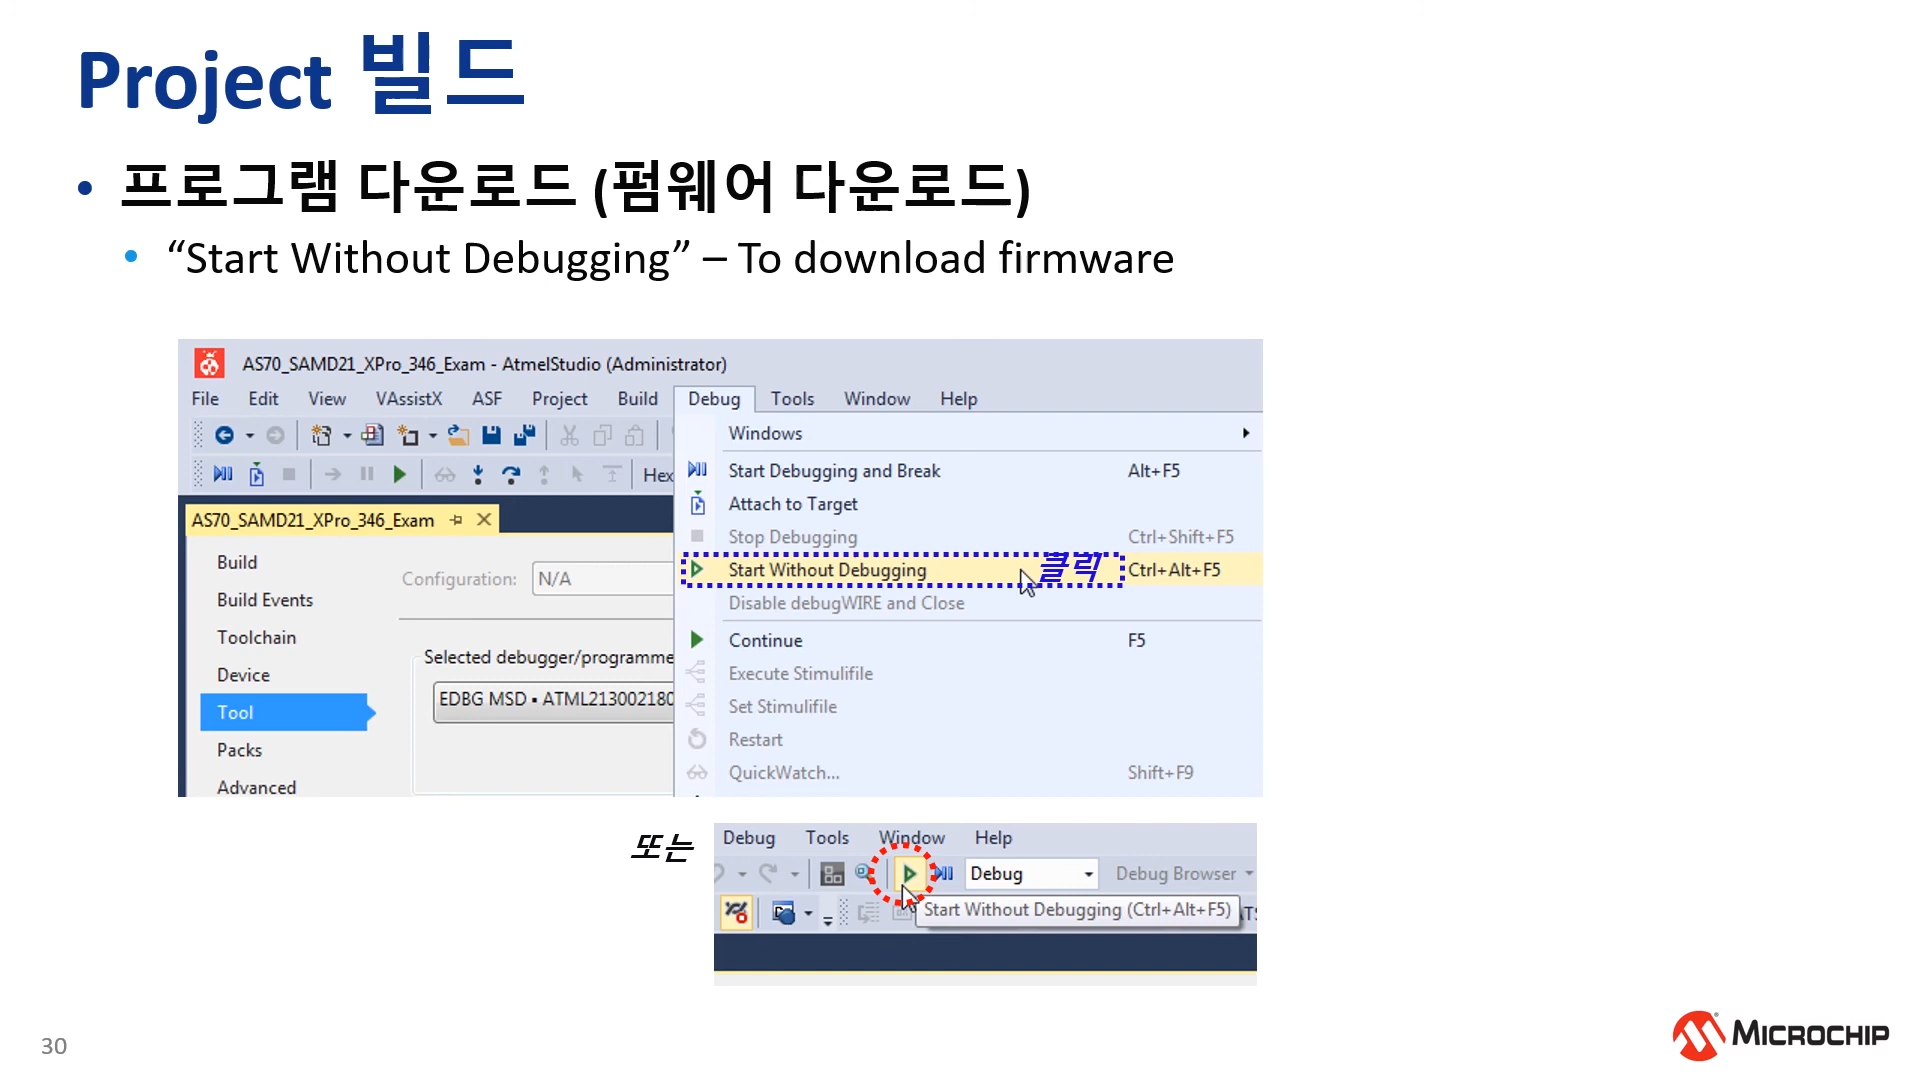 Project 빌드
• 프로그램 다운로드 (펌웨어 다운로드)
• “Start Without Debugging” – To download firmware
AS70_SAMD21_XPro_346_Exam - AtmelStudio (Administrator)
File Edit View VAssistX ASF Project Build Debug Tools Window Help
Hex
AS70_SAMD21_XPro_346_Exam
Build
Build Events
Toolchain
Device
Tool
Packs
Advanced
Configuration: N/A
Selected debugger/programme
EDBG MSD ▪ ATML213002180
Windows
Start Debugging and Break Alt+F5
Attach to Target
Stop Debugging Ctrl+Shift+F5
Start Without Debugging 클릭 Ctrl+Alt+F5
Disable debugWIRE and Close
Continue F5
Execute Stimulifile
Set Stimulifile
Restart
QuickWatch... Shift+F9
또는
Debug Tools Window Help
Debug Debug Browser
Start Without Debugging (Ctrl+Alt+F5)
30
MICROCHIP